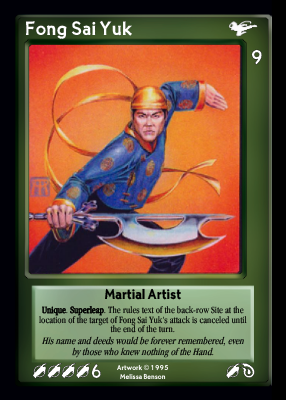 Fong Sai Yuk
9
Martial Artist
Unique. Superleap. The rules text of the back-row Site at the
location of the target of Fong Sai Yuk's attack is canceled until
the end of the turn.
His name and deeds would be forever remembered, even
by those who knew nothing of the Hand.
6
Artwork © 1995
Melissa Benson